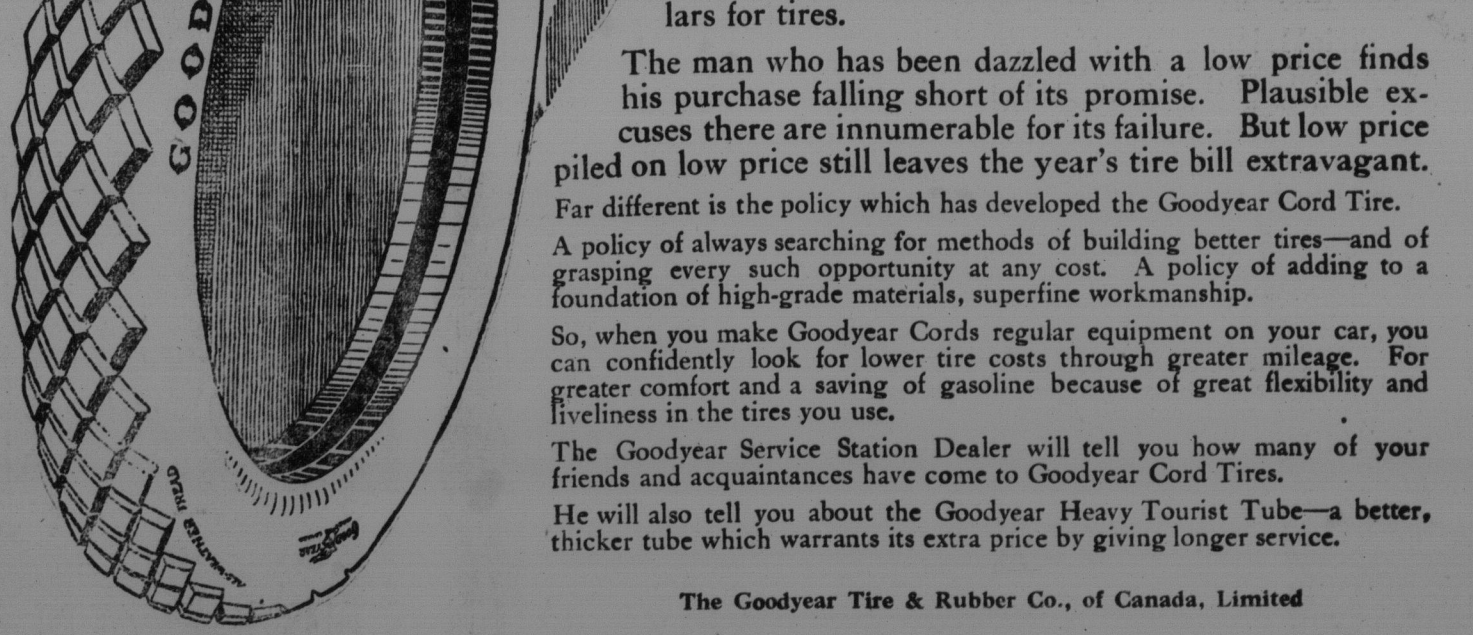 GOOD
lars for tires.
The man who has been dazzled with a low price finds
his purchase falling short of its promise. Plausible ex-
cuses there are innumerable for its failure. But low price
piled on low price still leaves the year's tire bill extravagant.
Far different is the policy which has developed the Goodyear Cord Tire.
A policy of always searching for methods of building better tires—and of
grasping every such opportunity at any cost. A policy of adding to a
foundation of high-grade materials, superfine workmanship.
So, when you make Goodyear Cords regular equipment on your car, you
can confidently look for lower tire costs through greater mileage. For
greater comfort and a saving of gasoline because of great flexibility and
liveliness in the tires you use.
The Goodyear Service Station Dealer will tell you how many of your
friends and acquaintances have come to Goodyear Cord Tires.
He will also tell you about the Goodyear Heavy Tourist Tube—a better,
thicker tube which warrants its extra price by giving longer service.
The Goodyear Tire & Rubber Co., of Canada, Limited
ALL-WEATHER TREAD